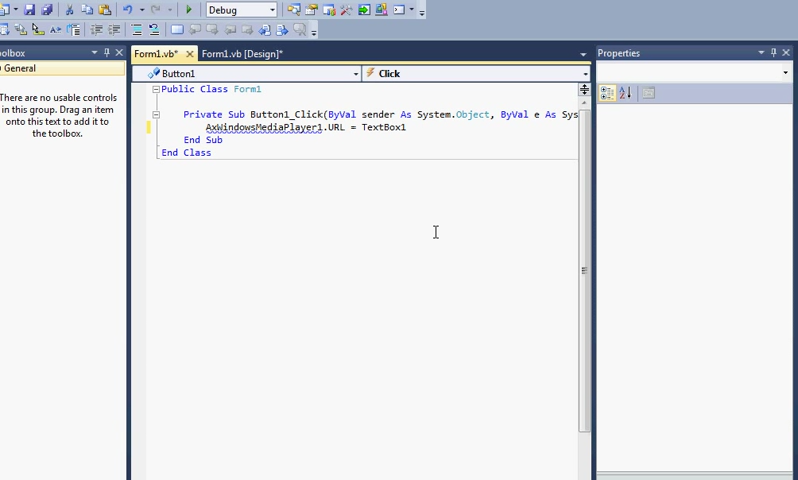 Debug
oolbox
Form1.vb*
Form1.vb [Design]*
Properties
General
There are no usable controls
in this group. Drag an item
onto this text to add it to
the toolbox.
Button1
Click
Public Class Form1
Private Sub Button1_Click(ByVal sender As System.Object, ByVal e As Sys
AxWindowsMediaPlayer1.URL = TextBox1
End Sub
End Class